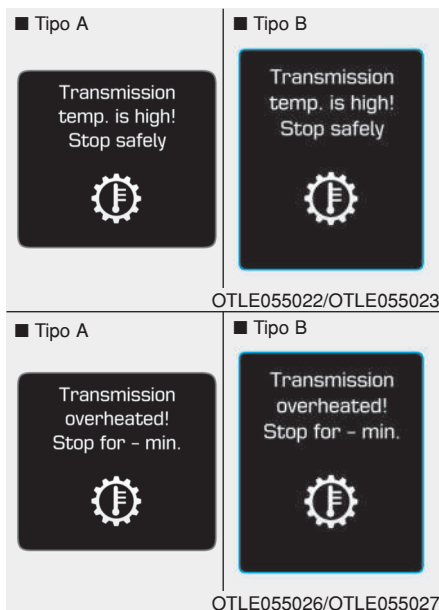 ■ Tipo A
Transmission
temp. is high!
Stop safely
■ Tipo B
Transmission
temp. is high!
Stop safely
OTLE055022/OTLE055023
■ Tipo A
Transmission
overheated!
Stop for – min.
■ Tipo B
Transmission
overheated!
Stop for – min.
OTLE055026/OTLE055027